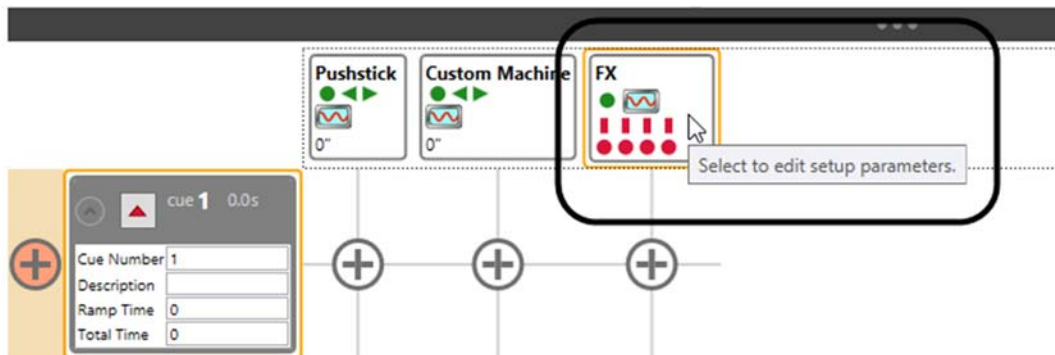 Pushstick
Custom Machine
FX
0"
0"
Select to edit setup parameters.
cue 1 0.0s
Cue Number 1
Description
Ramp Time 0
Total Time 0